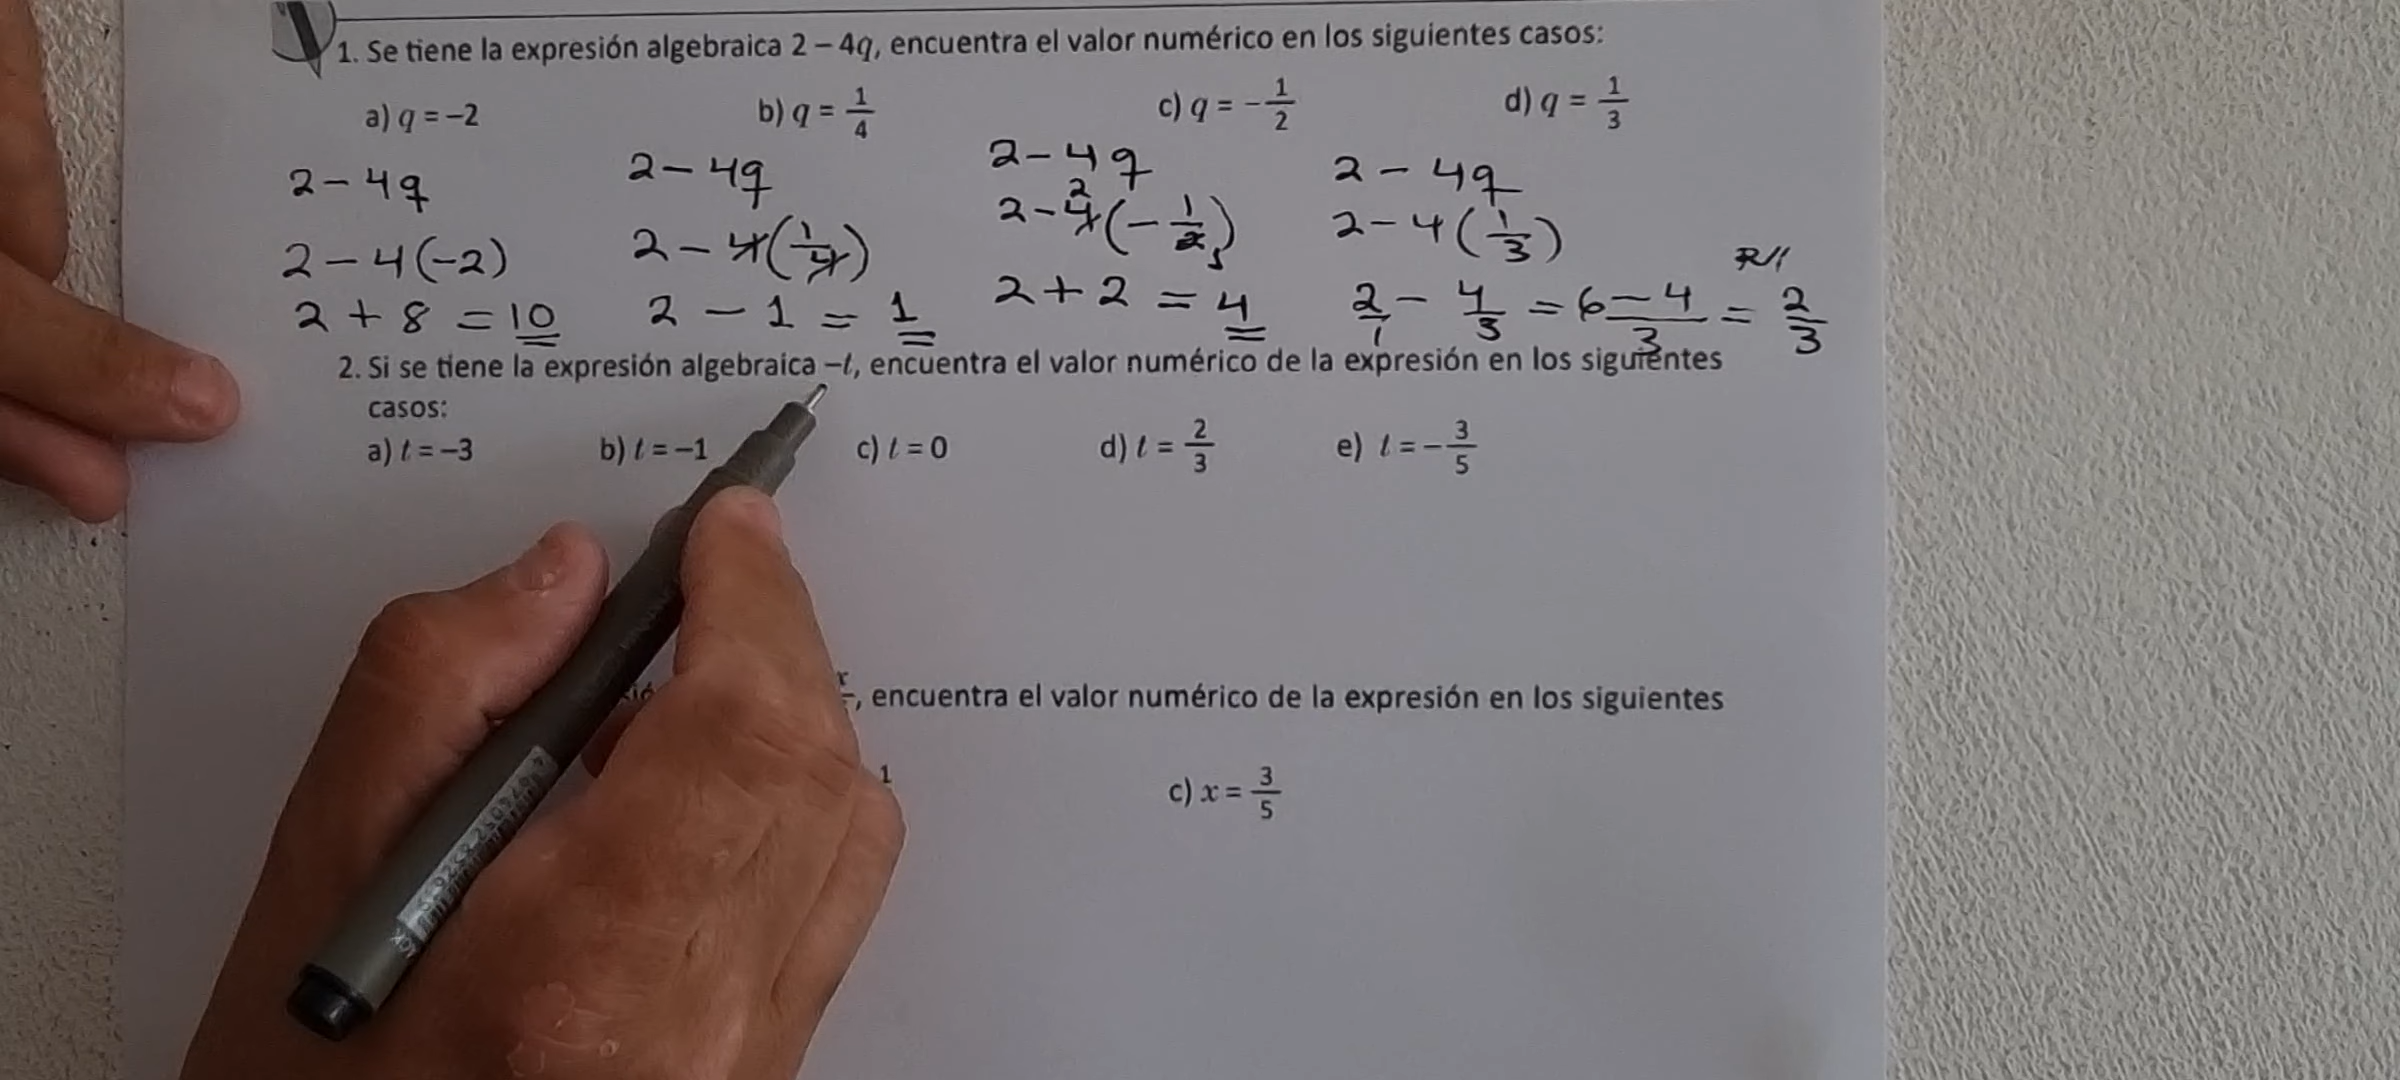 1. Se tiene la expresión algebraica 2 – 4q, encuentra el valor numérico en los siguientes casos:
a) q = –2 b) q = 1/4 c) q = –1/2 d) q = 1/3
2 – 4q 2 – 4q 2 – 4q 2 – 4q
2 – 4(–2) 2 – 4(1/4) 2 – 4(–1/2) 2 – 4(1/3)
2 + 8 = 10 2 – 1 = 1 2 + 2 = 4 2/1 – 4/3 = 6 – 4/3 = 2/3 R//
2. Si se tiene la expresión algebraica –t, encuentra el valor numérico de la expresión en los siguientes
casos:
a) t = –3 b) t = –1 c) t = 0 d) t = 2/3 e) t = –3/5
, encuentra el valor numérico de la expresión en los siguientes
1 c) x = 3/5